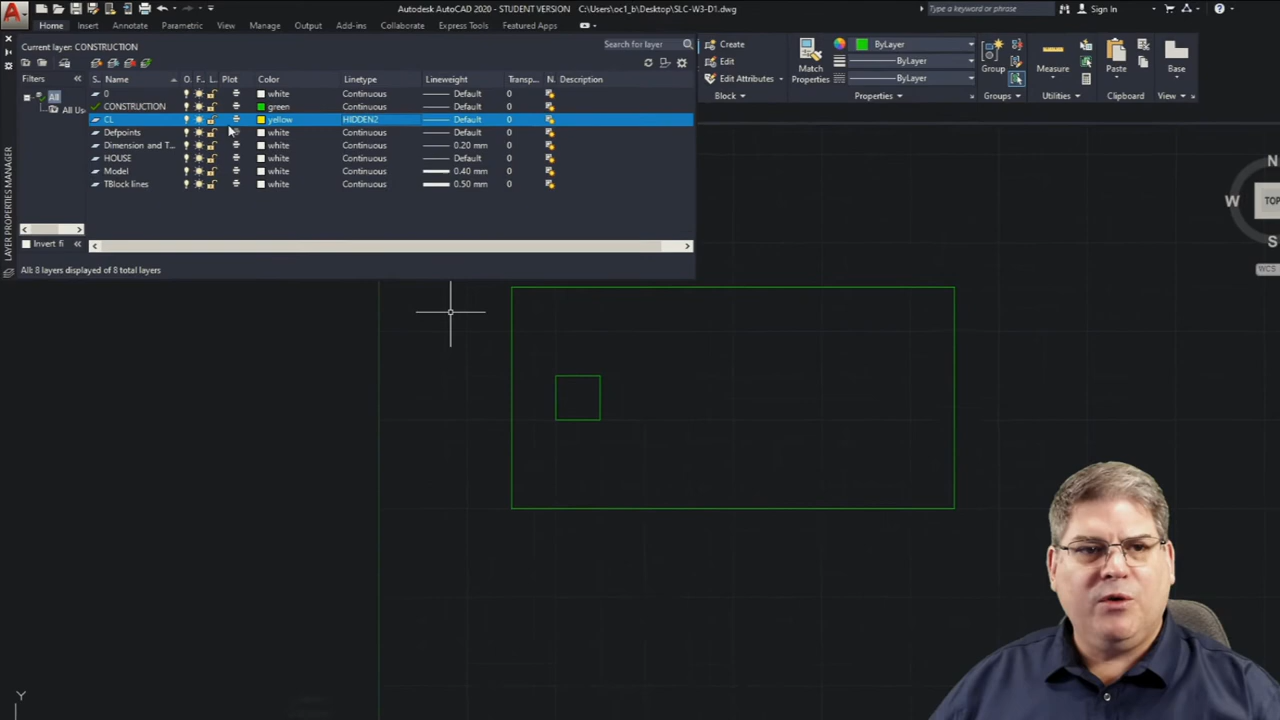 Autodesk AutoCAD 2020 - STUDENT VERSION C:\Users\oc1_b\Desktop\SLC-W3-D1.dwg Type a keyword or phrase Sign In
Home Insert Annotate Parametric View Manage Output Add-ins Collaborate Express Tools Featured Apps
Current layer: CONSTRUCTION Search for layer
Create
Edit
Edit Attributes
Block
Match
Properties
ByLayer
ByLayer
ByLayer
Properties
Group
Groups
Measure
Utilities
Paste
Clipboard
Base
View
Filters
All
All Us
S.. Name O. F.. L.. Plot Color Linetype Lineweight Transp... N. Description
0 white Continuous Default 0
CONSTRUCTION green Continuous Default 0
CL yellow HIDDEN2 Default 0
Defpoints white Continuous Default 0
Dimension and T... white Continuous 0.20 mm 0
HOUSE white Continuous Default 0
Model white Continuous 0.40 mm 0
TBlock lines white Continuous 0.50 mm 0
Invert fi
All: 8 layers displayed of 8 total layers
LAYER PROPERTIES MANAGER
N
W
TOP
S
WCS
Y